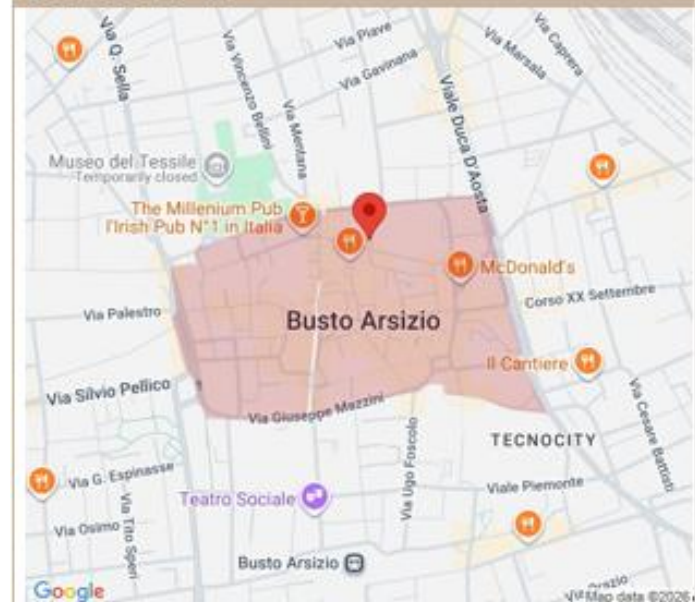 Via Q. Sella
Via Vincenzo Bellini
Via Piave
Via Gavinana
Via Mentana
Viale Duca D'Aosta
Via Marsala
Via Caprera
Museo del Tessile
Temporarily closed
The Millenium Pub
l'Irish Pub N°1 in Italia
McDonald's
Via Palestro
Busto Arsizio
Corso XX Settembre
Il Cantiere
Via Silvio Pellico
Via Giuseppe Mazzini
Via Cesare Battisti
TECNOCITY
Via Ugo Foscolo
Via G. Espinasse
Viale Piemonte
Teatro Sociale
Via Osimo
Via Tito Speri
Busto Arsizio
Google
Map data ©2026